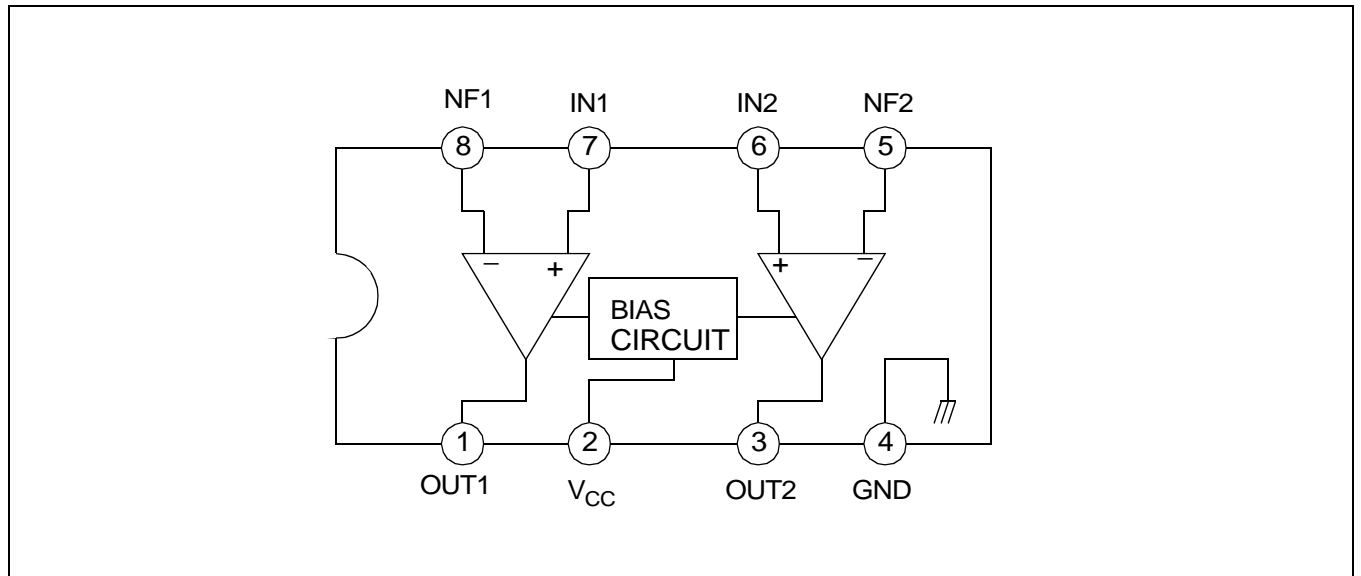 NF1 IN1 IN2 NF2
8 7 6 5
− + + −
BIAS
CIRCUIT
1 2 3 4
OUT1 VCC OUT2 GND